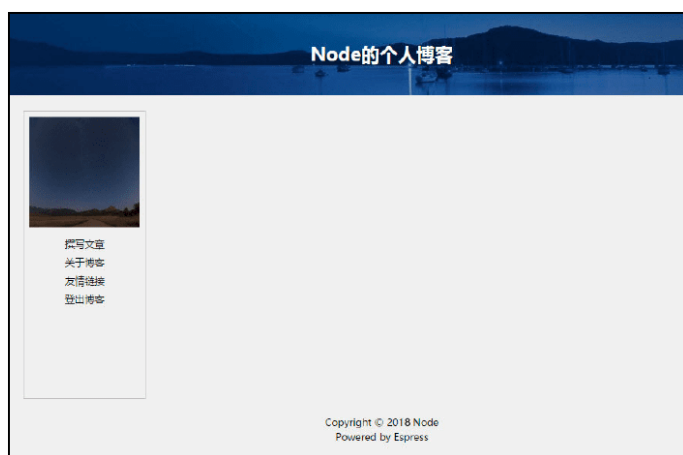 Node的个人博客
撰写文章
关于博客
友情链接
登出博客
Copyright © 2018 Node
Powered by Espress